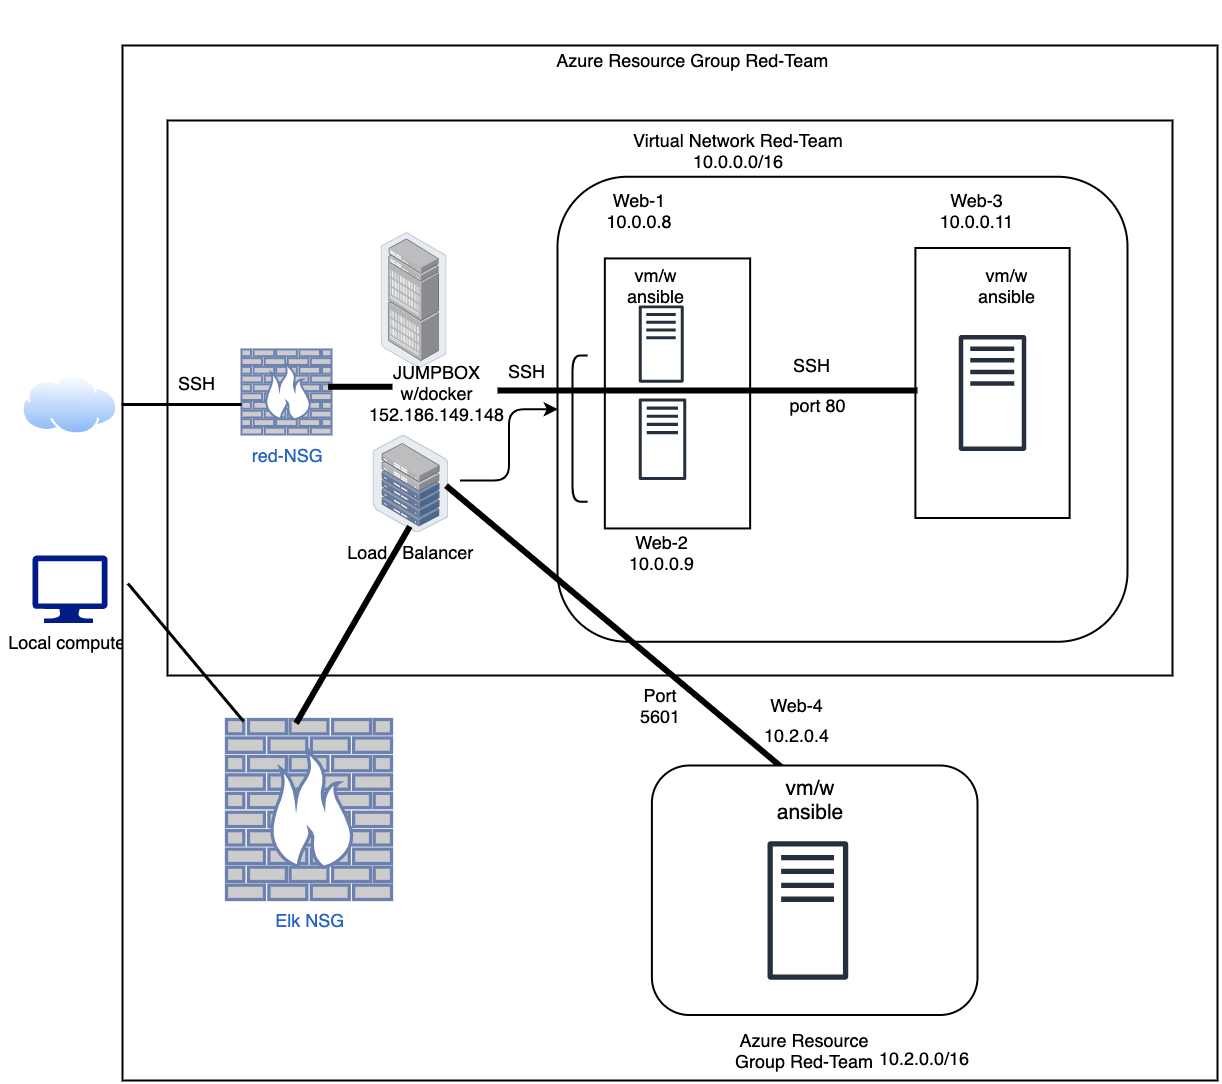 Azure Resource Group Red-Team
Virtual Network Red-Team
10.0.0.0/16
Web-1
10.0.0.8
Web-3
10.0.0.11
vm/w
ansible
vm/w
ansible
SSH
JUMPBOX
w/docker
152.186.149.148
SSH
SSH
port 80
red-NSG
Load Balancer
Web-2
10.0.0.9
Local compute
Port
5601
Web-4
10.2.0.4
vm/w
ansible
Elk NSG
Azure Resource
Group Red-Team 10.2.0.0/16